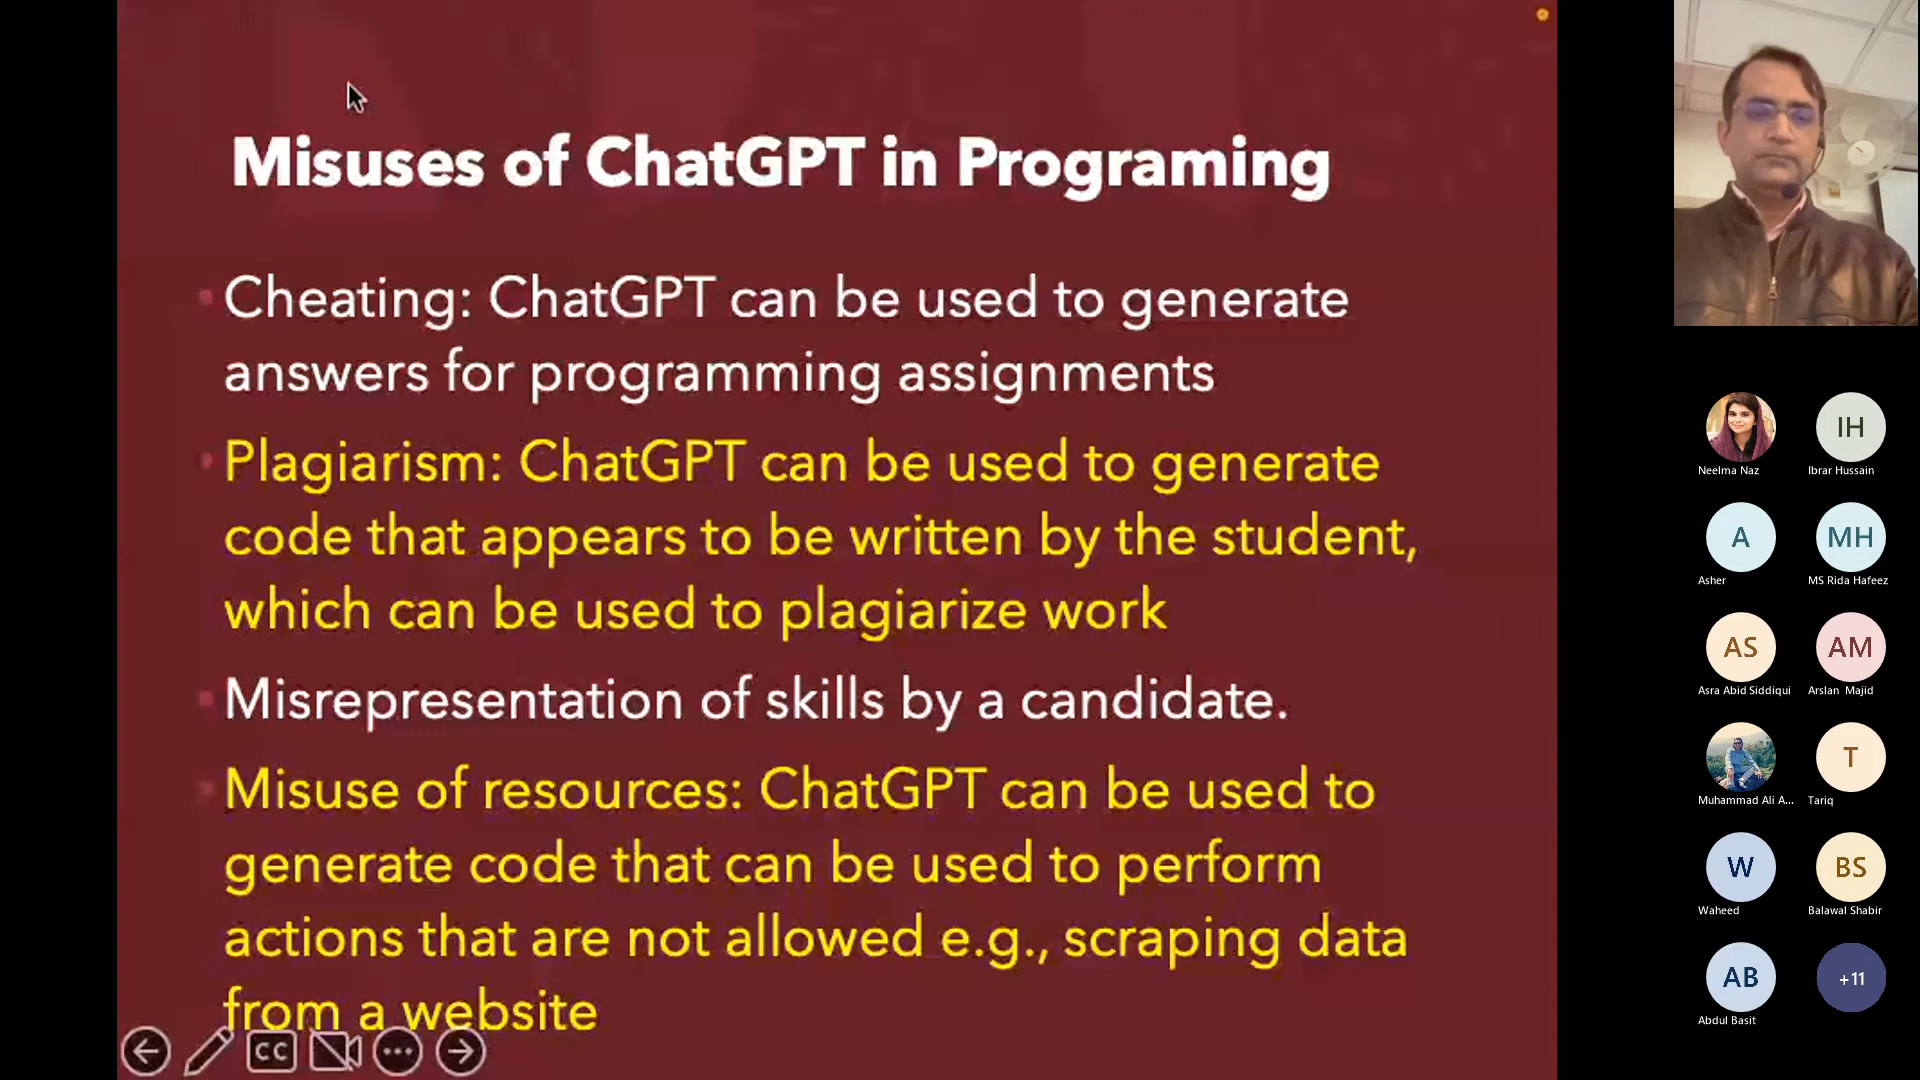 Misuses of ChatGPT in Programing
Cheating: ChatGPT can be used to generate
answers for programming assignments
Plagiarism: ChatGPT can be used to generate
code that appears to be written by the student,
which can be used to plagiarize work
Misrepresentation of skills by a candidate.
Misuse of resources: ChatGPT can be used to
generate code that can be used to perform
actions that are not allowed e.g., scraping data
from a website
CC
Neelma Naz
IH
Ibrar Hussain
A
Asher
MH
MS Rida Hafeez
AS
Asra Abid Siddiqui
AM
Arslan Majid
Muhammad Ali A...
T
Tariq
W
Waheed
BS
Balawal Shabir
AB
Abdul Basit
+11